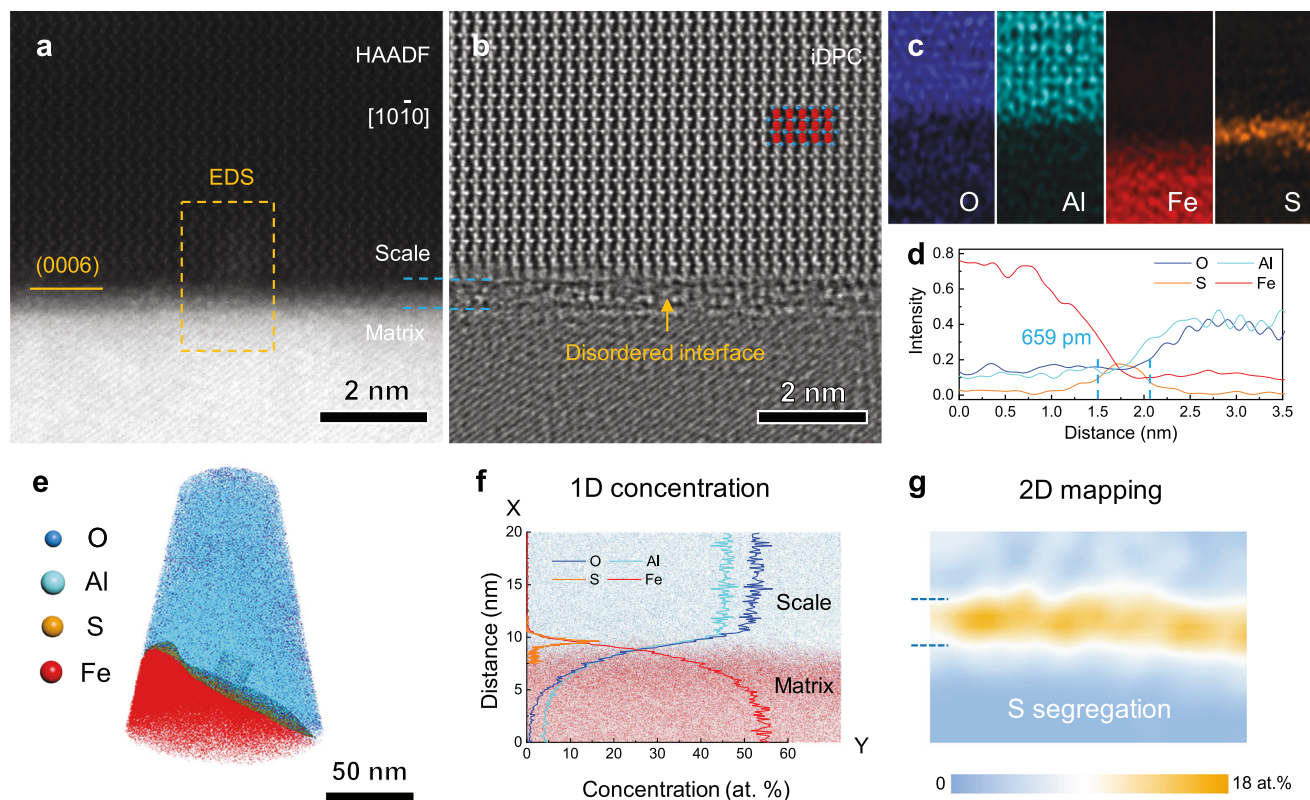 a
HAADF
[101̄0]
EDS
(0006)
Scale
Matrix
2 nm
b
iDPC
Disordered interface
2 nm
c
O
Al
Fe
S
d
0.8
0.6
0.4
0.2
0.0
Intensity
O
Al
S
Fe
659 pm
0.0
0.5
1.0
1.5
2.0
2.5
3.0
3.5
Distance (nm)
e
O
Al
S
Fe
50 nm
f
1D concentration
X
20
15
10
5
0
Distance (nm)
O
Al
S
Fe
Scale
Matrix
0
10
20
30
40
50
60
Y
Concentration (at. %)
g
2D mapping
S segregation
0
18 at.%